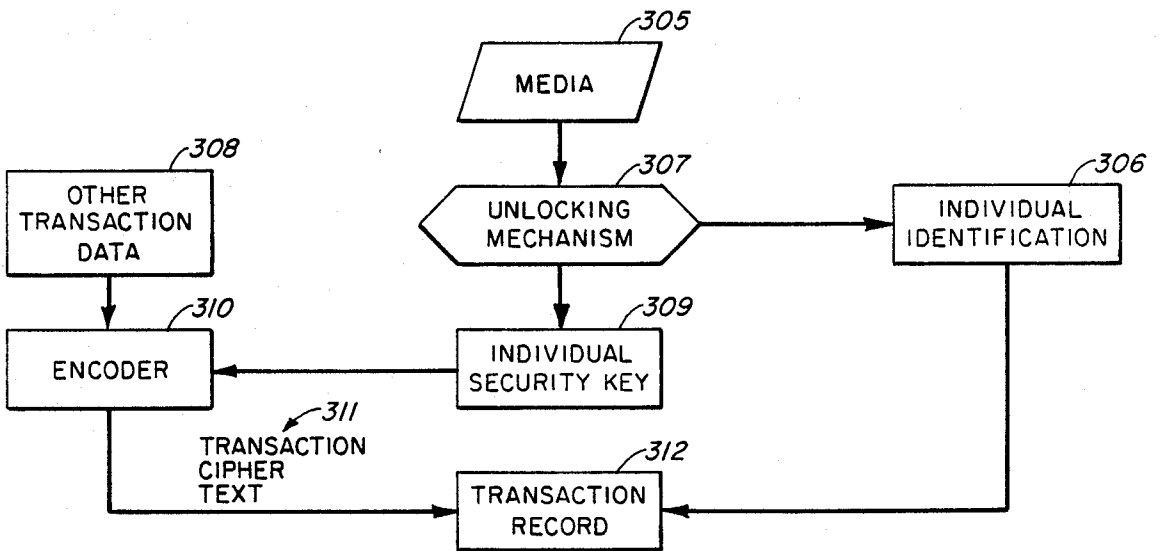 305
MEDIA
308
OTHER
TRANSACTION
DATA
307
UNLOCKING
MECHANISM
306
INDIVIDUAL
IDENTIFICATION
310
ENCODER
309
INDIVIDUAL
SECURITY KEY
311
TRANSACTION
CIPHER
TEXT
312
TRANSACTION
RECORD